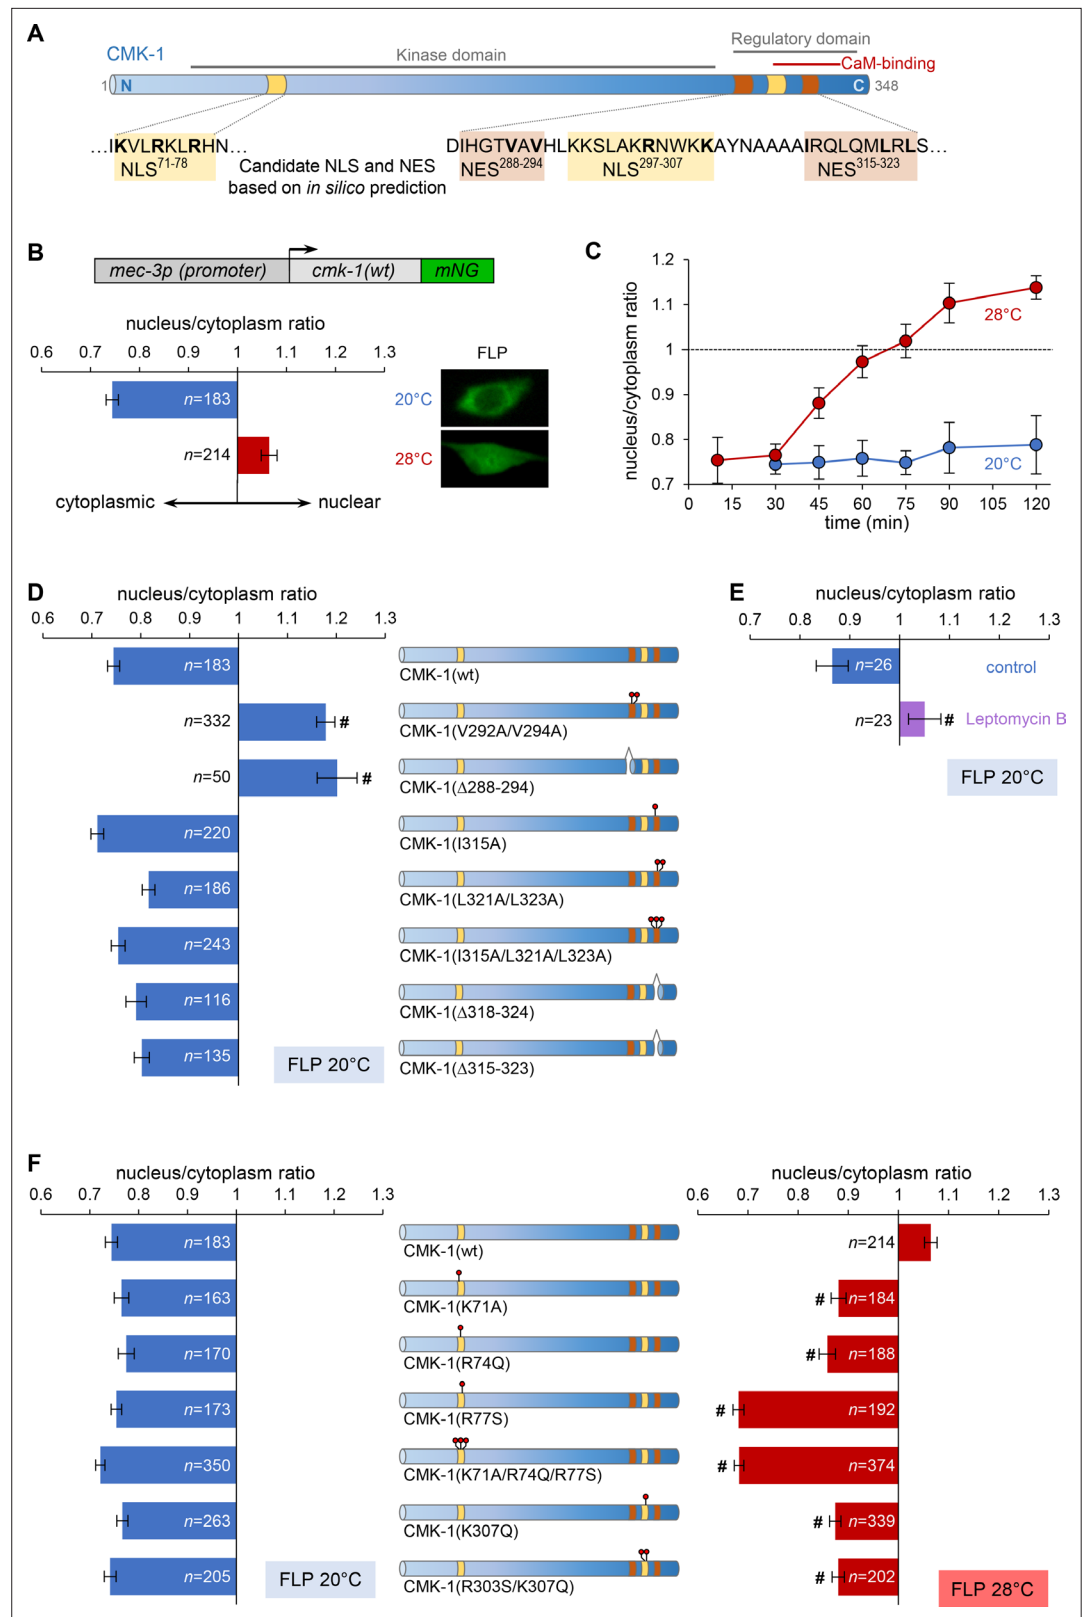 A
CMK-1
Kinase domain
Regulatory domain
CaM-binding
1 N C 348
…IKVLRKLRHN…
NLS71-78
Candidate NLS and NES
based on in silico prediction
DIHGTVAVHLKKSLAKRNWKKAYNAAAAIRQLQMLRLS…
NES288-294 NLS297-307 NES315-323
B
mec-3p (promoter) cmk-1(wt) mNG
nucleus/cytoplasm ratio
0.6 0.7 0.8 0.9 1 1.1 1.2 1.3
FLP
n=183
20°C
n=214
28°C
cytoplasmic nuclear
C
nucleus/cytoplasm ratio
1.2
1.1
1
0.9
0.8
0.7
28°C
20°C
0 15 30 45 60 75 90 105 120
time (min)
D
nucleus/cytoplasm ratio
0.6 0.7 0.8 0.9 1 1.1 1.2 1.3
n=183
CMK-1(wt)
n=332 #
CMK-1(V292A/V294A)
n=50 #
CMK-1(Δ288-294)
n=220
CMK-1(I315A)
n=186
CMK-1(L321A/L323A)
n=243
CMK-1(I315A/L321A/L323A)
n=116
CMK-1(Δ318-324)
n=135
CMK-1(Δ315-323)
FLP 20°C
E
nucleus/cytoplasm ratio
0.7 0.8 0.9 1 1.1 1.2 1.3
n=26 control
n=23 # Leptomycin B
FLP 20°C
F
nucleus/cytoplasm ratio
0.6 0.7 0.8 0.9 1 1.1 1.2 1.3
nucleus/cytoplasm ratio
0.6 0.7 0.8 0.9 1 1.1 1.2 1.3
n=183
CMK-1(wt)
n=214
n=163
CMK-1(K71A)
# n=184
n=170
CMK-1(R74Q)
# n=188
n=173
CMK-1(R77S)
# n=192
n=350
CMK-1(K71A/R74Q/R77S)
# n=374
n=263
CMK-1(K307Q)
# n=339
n=205
CMK-1(R303S/K307Q)
# n=202
FLP 20°C
FLP 28°C